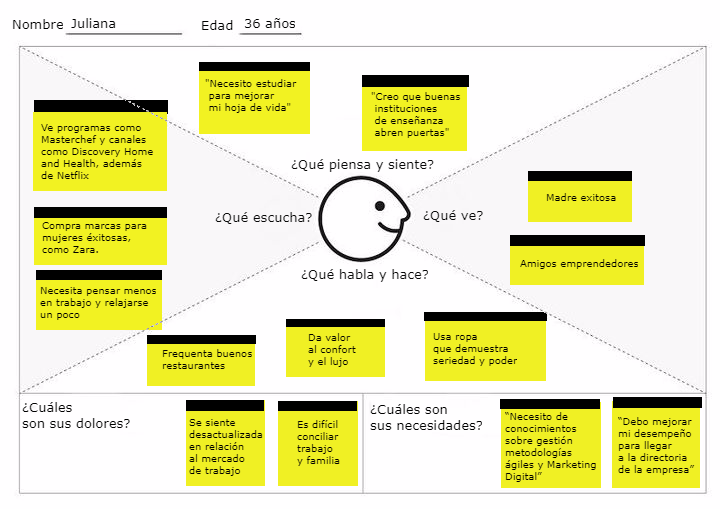 Nombre Juliana
Edad 36 años
"Necesito estudiar
para mejorar
mi hoja de vida"
"Creo que buenas
instituciones
de enseñanza
abren puertas"
¿Qué piensa y siente?
Ve programas como
Masterchef y canales
como Discovery Home
and Health, además
de Netflix
Compra marcas para
mujeres éxitosas,
como Zara.
Necesita pensar menos
en trabajo y relajarse
un poco
¿Qué escucha?
¿Qué ve?
Madre exitosa
Amigos emprendedores
¿Qué habla y hace?
Frequenta buenos
restaurantes
Da valor
al confort
y el lujo
Usa ropa
que demuestra
seriedad y poder
¿Cuáles
son sus dolores?
Se siente
desactualizada
en relación
al mercado
de trabajo
Es difícil
conciliar
trabajo
y familia
¿Cuáles son
sus necesidades?
“Necesito de
conocimientos
sobre gestión
metodologías
ágiles y Marketing
Digital”
“Debo mejorar
mi desempeño
para llegar
a la directoria
de la empresa”